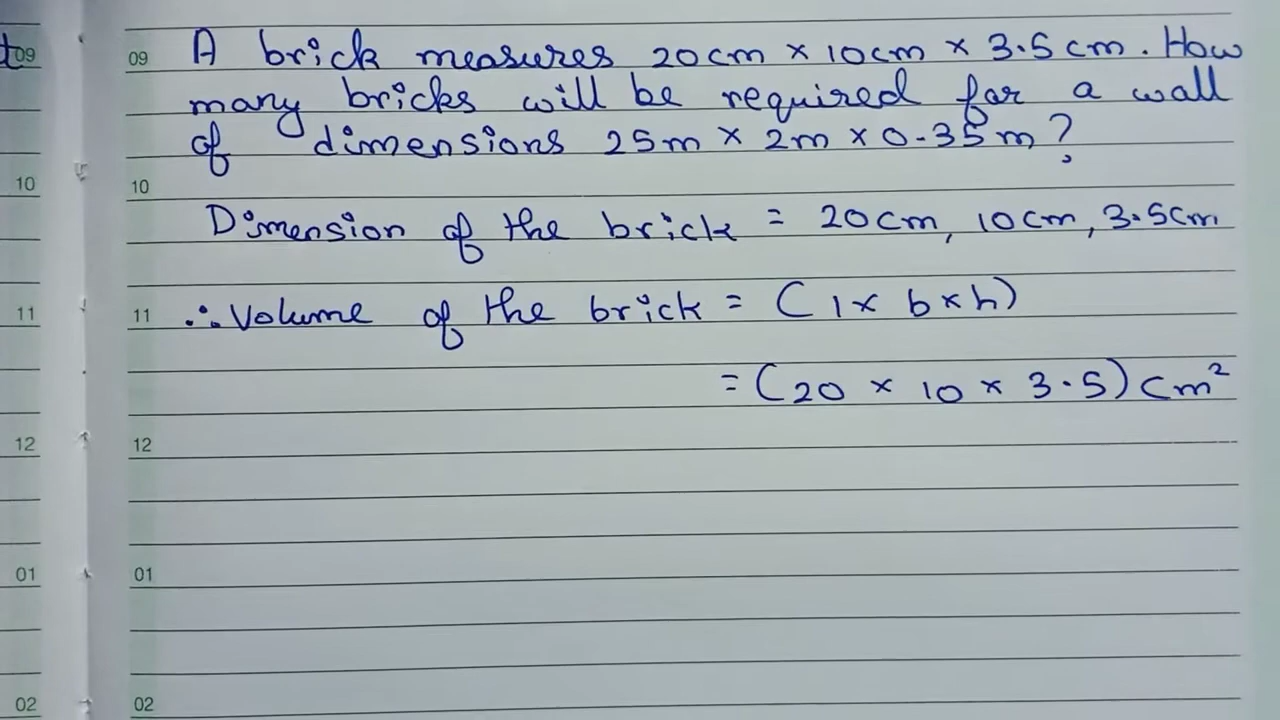 t09
09 A brick measures 20cm × 10cm × 3.5cm. How
many bricks will be required for a wall
of dimensions 25m × 2m × 0.35m?
10 10
Dimension of the brick = 20cm, 10cm, 3.5cm
11 11 ∴ Volume of the brick = (l × b × h)
= (20 × 10 × 3.5) cm²
12 12
01 01
02 02